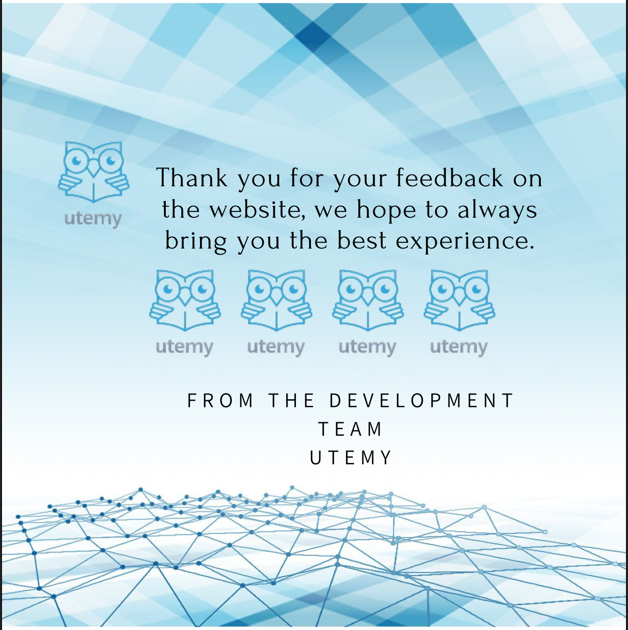 utemy
Thank you for your feedback on
the website, we hope to always
bring you the best experience.
utemy utemy utemy utemy
FROM THE DEVELOPMENT
TEAM
UTEMY